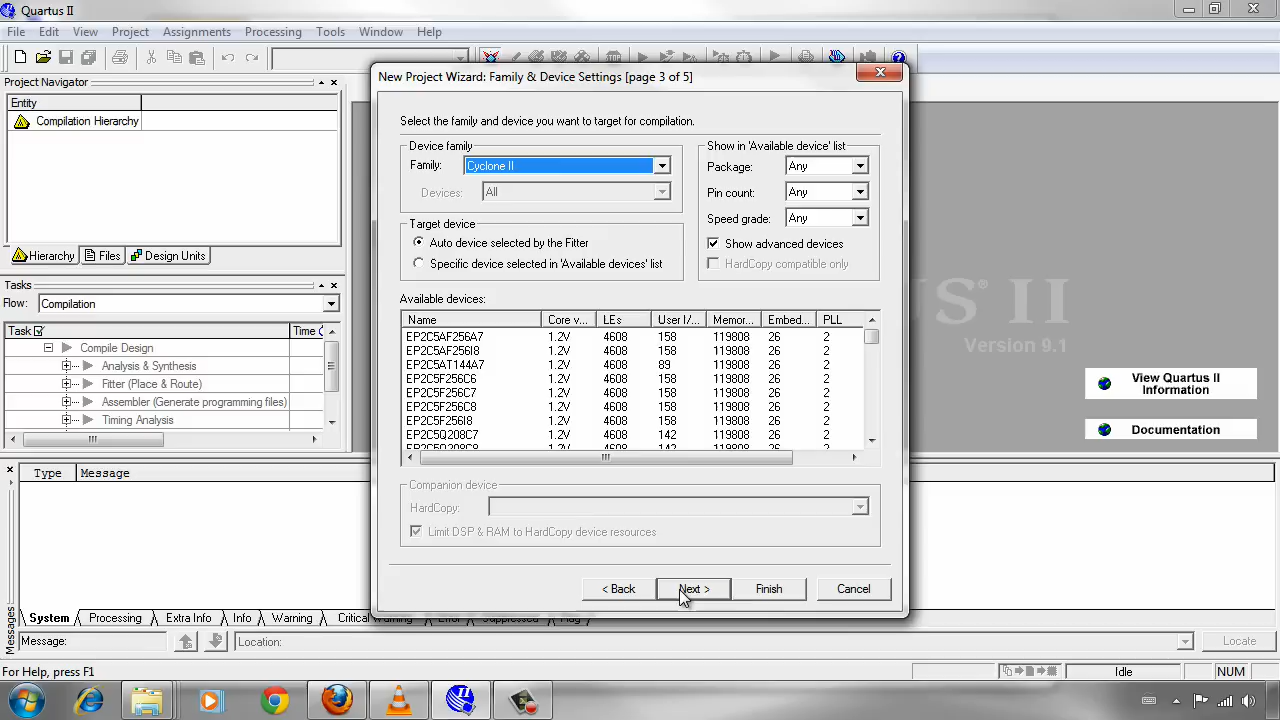 Quartus II
File Edit View Project Assignments Processing Tools Window Help
Project Navigator
Entity
Compilation Hierarchy
Hierarchy Files Design Units
Tasks
Flow: Compilation
Task Time
Compile Design
Analysis & Synthesis
Fitter (Place & Route)
Assembler (Generate programming files)
Timing Analysis
New Project Wizard: Family & Device Settings [page 3 of 5]
Select the family and device you want to target for compilation.
Device family
Family: Cyclone II
Devices: All
Show in 'Available device' list
Package: Any
Pin count: Any
Speed grade: Any
Show advanced devices
HardCopy compatible only
Target device
Auto device selected by the Fitter
Specific device selected in 'Available devices' list
Available devices:
Name Core v... LEs User I/... Memor... Embed... PLL
EP2C5AF256A7 1.2V 4608 158 119808 26 2
EP2C5AF256I8 1.2V 4608 158 119808 26 2
EP2C5AT144A7 1.2V 4608 89 119808 26 2
EP2C5F256C6 1.2V 4608 158 119808 26 2
EP2C5F256C7 1.2V 4608 158 119808 26 2
EP2C5F256C8 1.2V 4608 158 119808 26 2
EP2C5F256I8 1.2V 4608 158 119808 26 2
EP2C5Q208C7 1.2V 4608 142 119808 26 2
Companion device
HardCopy:
Limit DSP & RAM to HardCopy device resources
< Back Next > Finish Cancel
US® II
Version 9.1
View Quartus II
Information
Documentation
Type Message
Messages
System Processing Extra Info Info Warning Critical Warning Error Suppressed Flag
Message: Location: Locate
For Help, press F1 Idle NUM